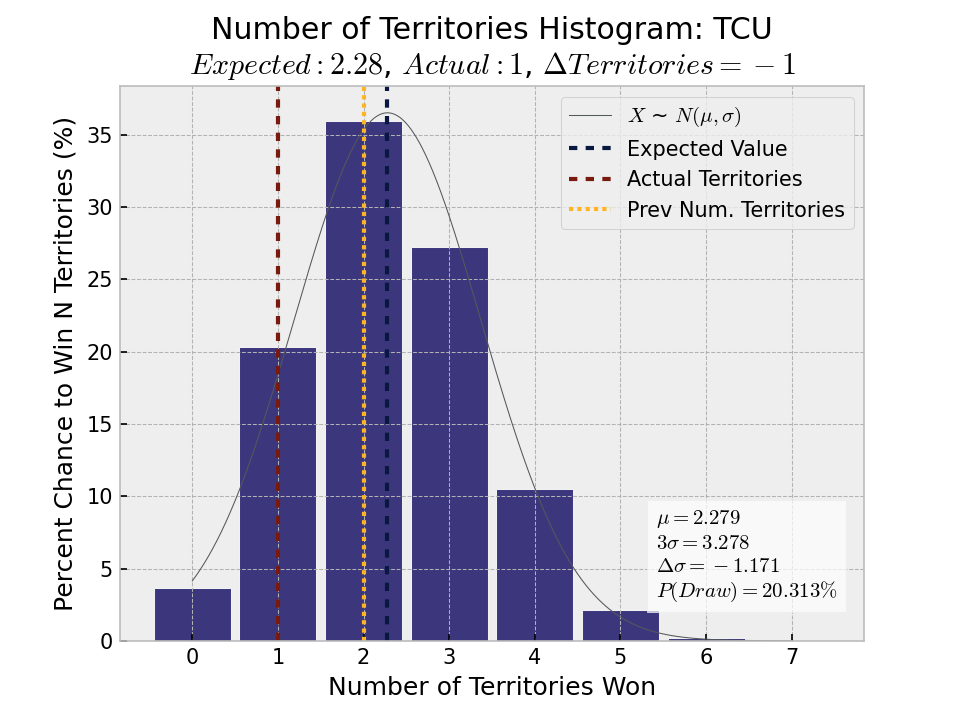 Number of Territories Histogram: TCU
Expected : 2.28, Actual : 1, ΔTerritories = −1
Percent Chance to Win N Territories (%)
35
30
25
20
15
10
5
0
X ~ N(μ, σ)
Expected Value
Actual Territories
Prev Num. Territories
μ = 2.279
3σ = 3.278
Δσ = −1.171
P(Draw) = 20.313%
0 1 2 3 4 5 6 7
Number of Territories Won